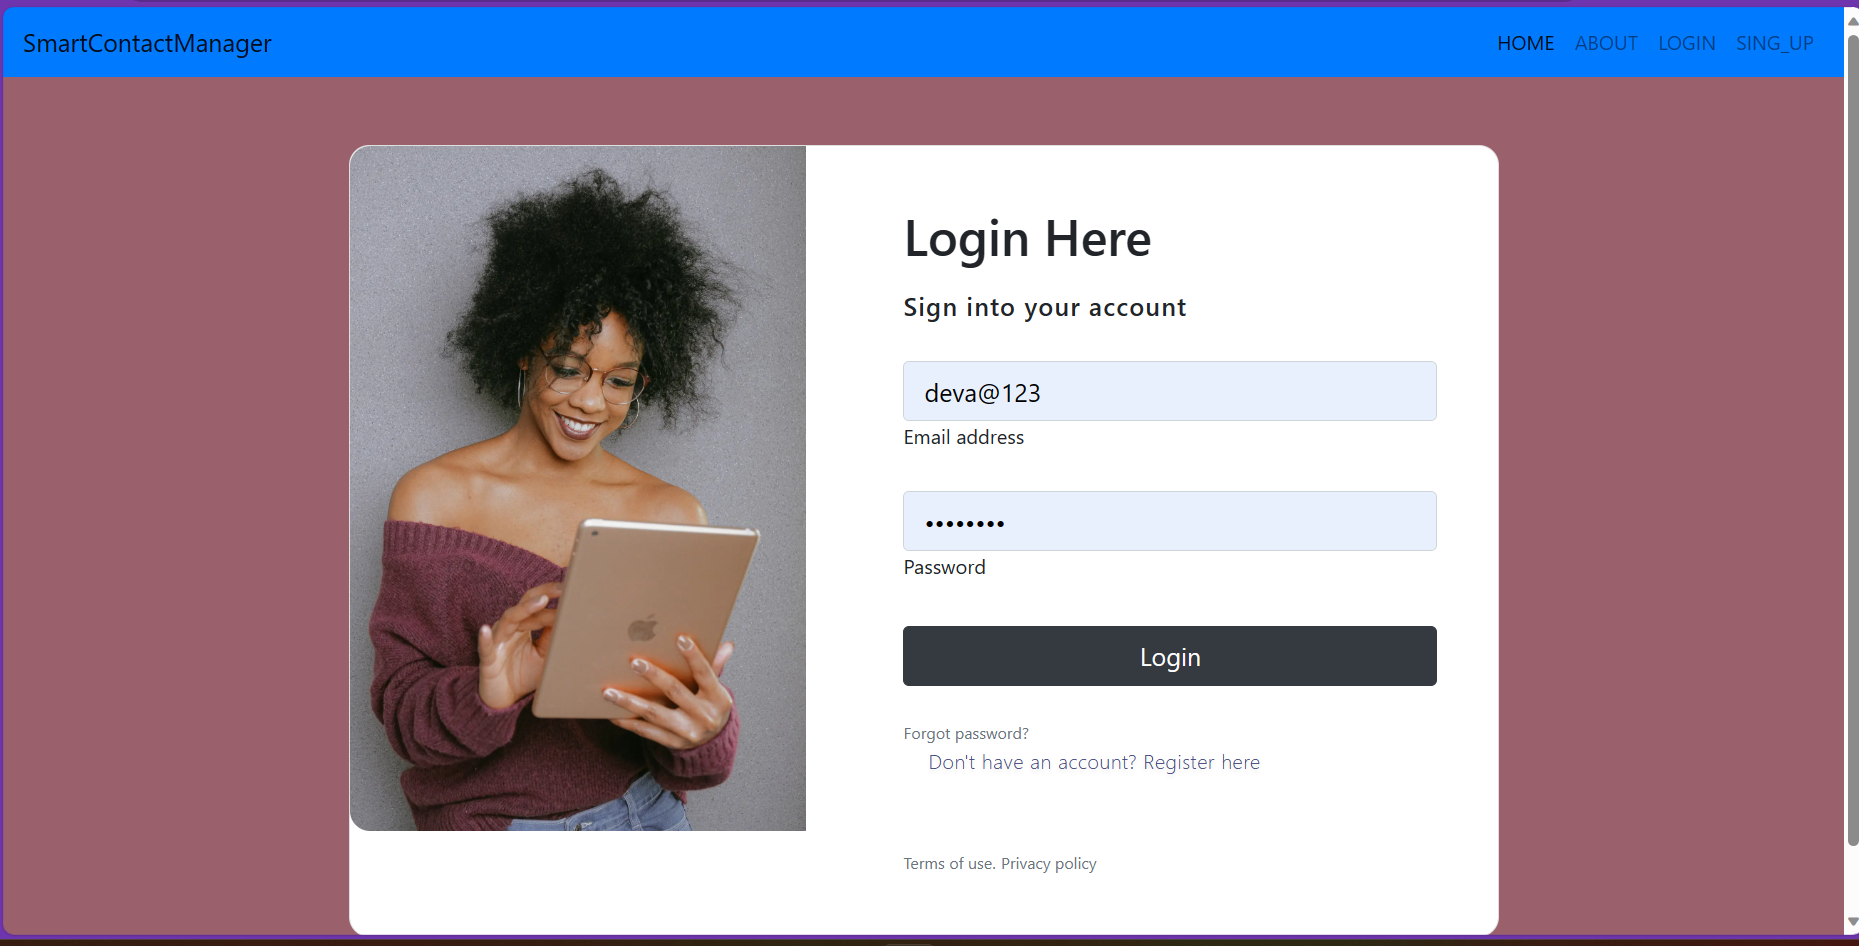 SmartContactManager
HOME ABOUT LOGIN SING_UP
Login Here
Sign into your account
deva@123
Email address
••••••••
Password
Login
Forgot password?
Don't have an account? Register here
Terms of use. Privacy policy